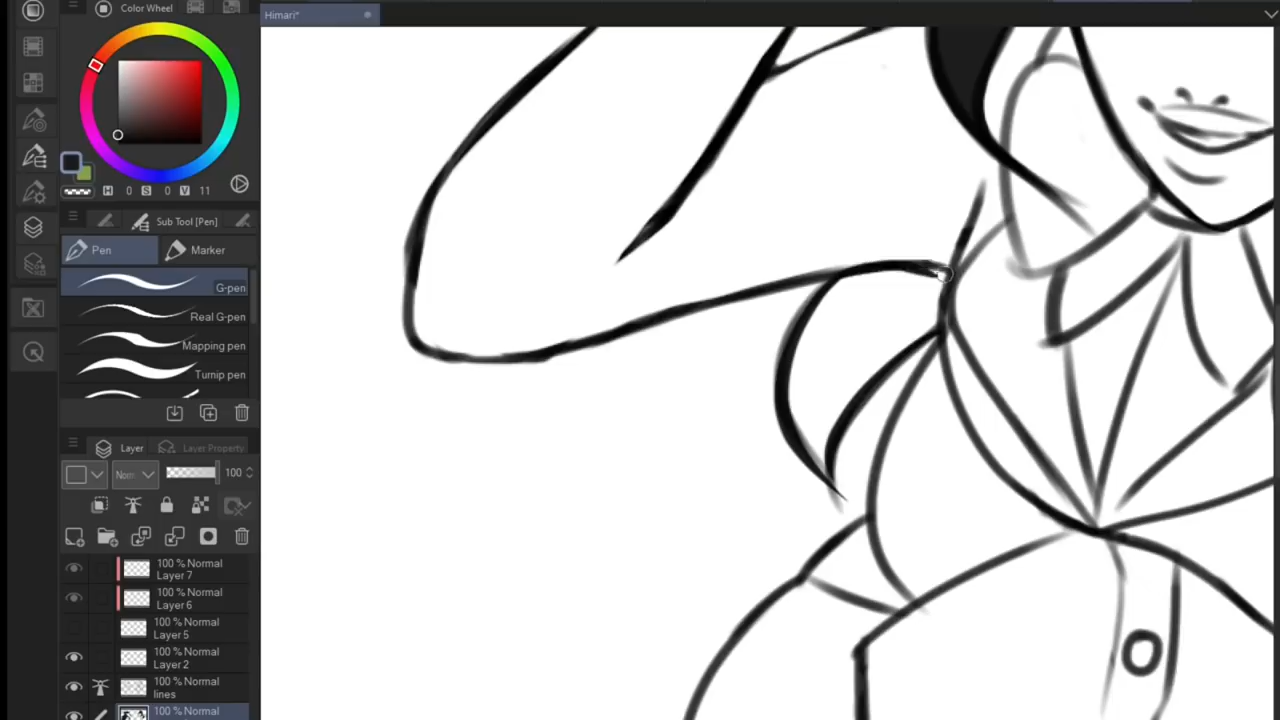 Color Wheel
Himari*
H 0 S 0 V 11
Sub Tool [Pen]
Pen
Marker
G-pen
Real G-pen
Mapping pen
Turnip pen
Layer
Layer Property
Nor 100
100 % Normal
Layer 7
100 % Normal
Layer 6
100 % Normal
Layer 5
100 % Normal
Layer 2
100 % Normal
lines
100 % Normal